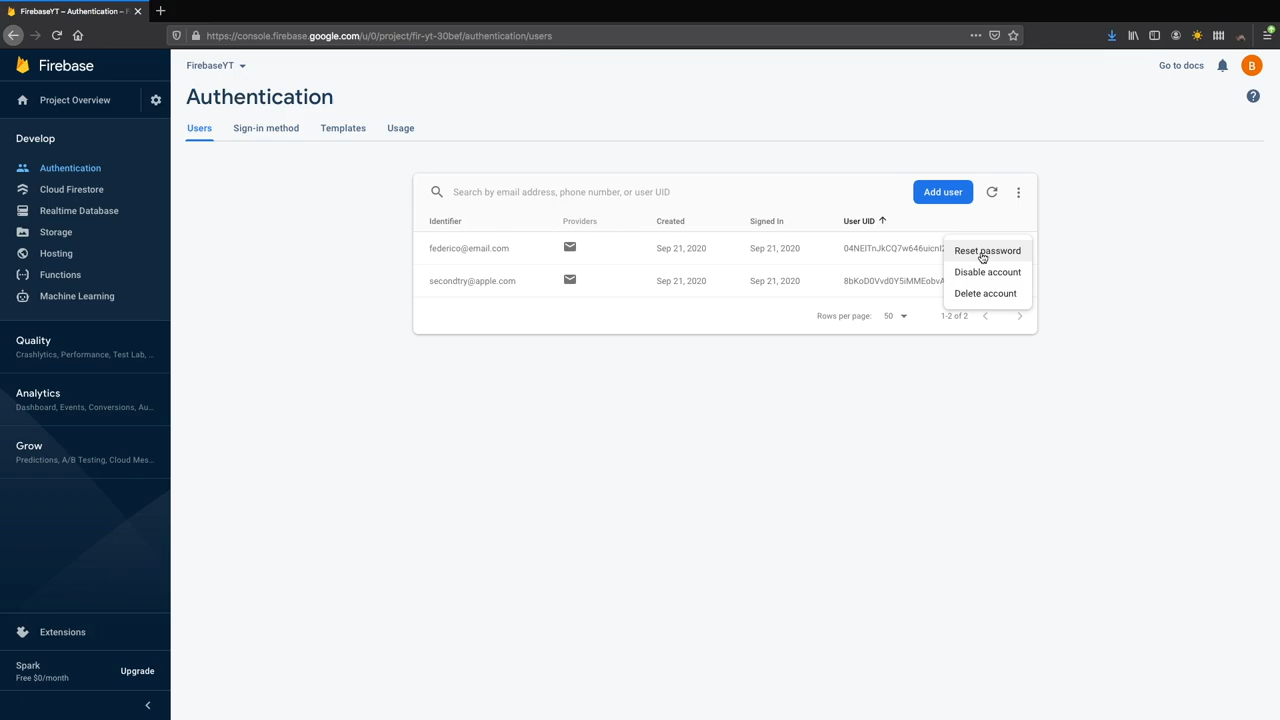 FirebaseYT – Authentication – F
https://console.firebase.google.com/u/0/project/fir-yt-30bef/authentication/users
Firebase
FirebaseYT
Go to docs
B
Project Overview
Authentication
Users
Sign-in method
Templates
Usage
Develop
Authentication
Cloud Firestore
Realtime Database
Storage
Hosting
Functions
Machine Learning
Quality
Crashlytics, Performance, Test Lab, ...
Analytics
Dashboard, Events, Conversions, Au...
Grow
Predictions, A/B Testing, Cloud Mes...
Extensions
Spark
Free $0/month
Upgrade
Search by email address, phone number, or user UID
Add user
Identifier
Providers
Created
Signed In
User UID
federico@email.com
Sep 21, 2020
Sep 21, 2020
secondtry@apple.com
Sep 21, 2020
Sep 21, 2020
Reset password
Disable account
Delete account
Rows per page:
50
1-2 of 2